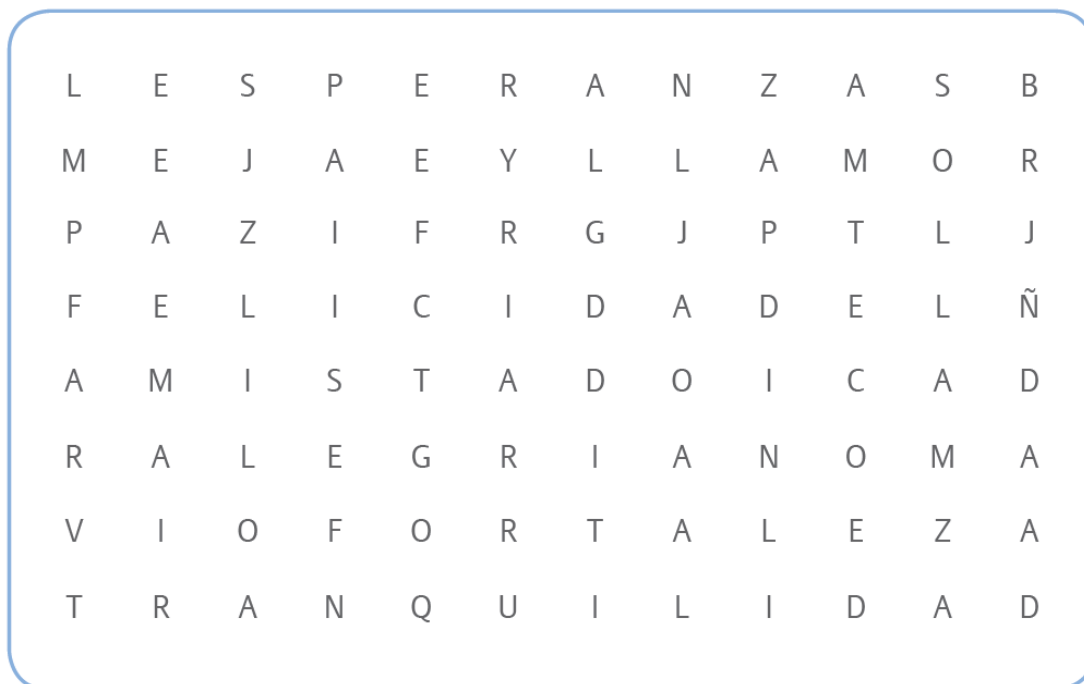 L E S P E R A N Z A S B
M E J A E Y L L A M O R
P A Z I F R G J P T L J
F E L I C I D A D E L Ñ
A M I S T A D O I C A D
R A L E G R I A N O M A
V I O F O R T A L E Z A
T R A N Q U I L I D A D